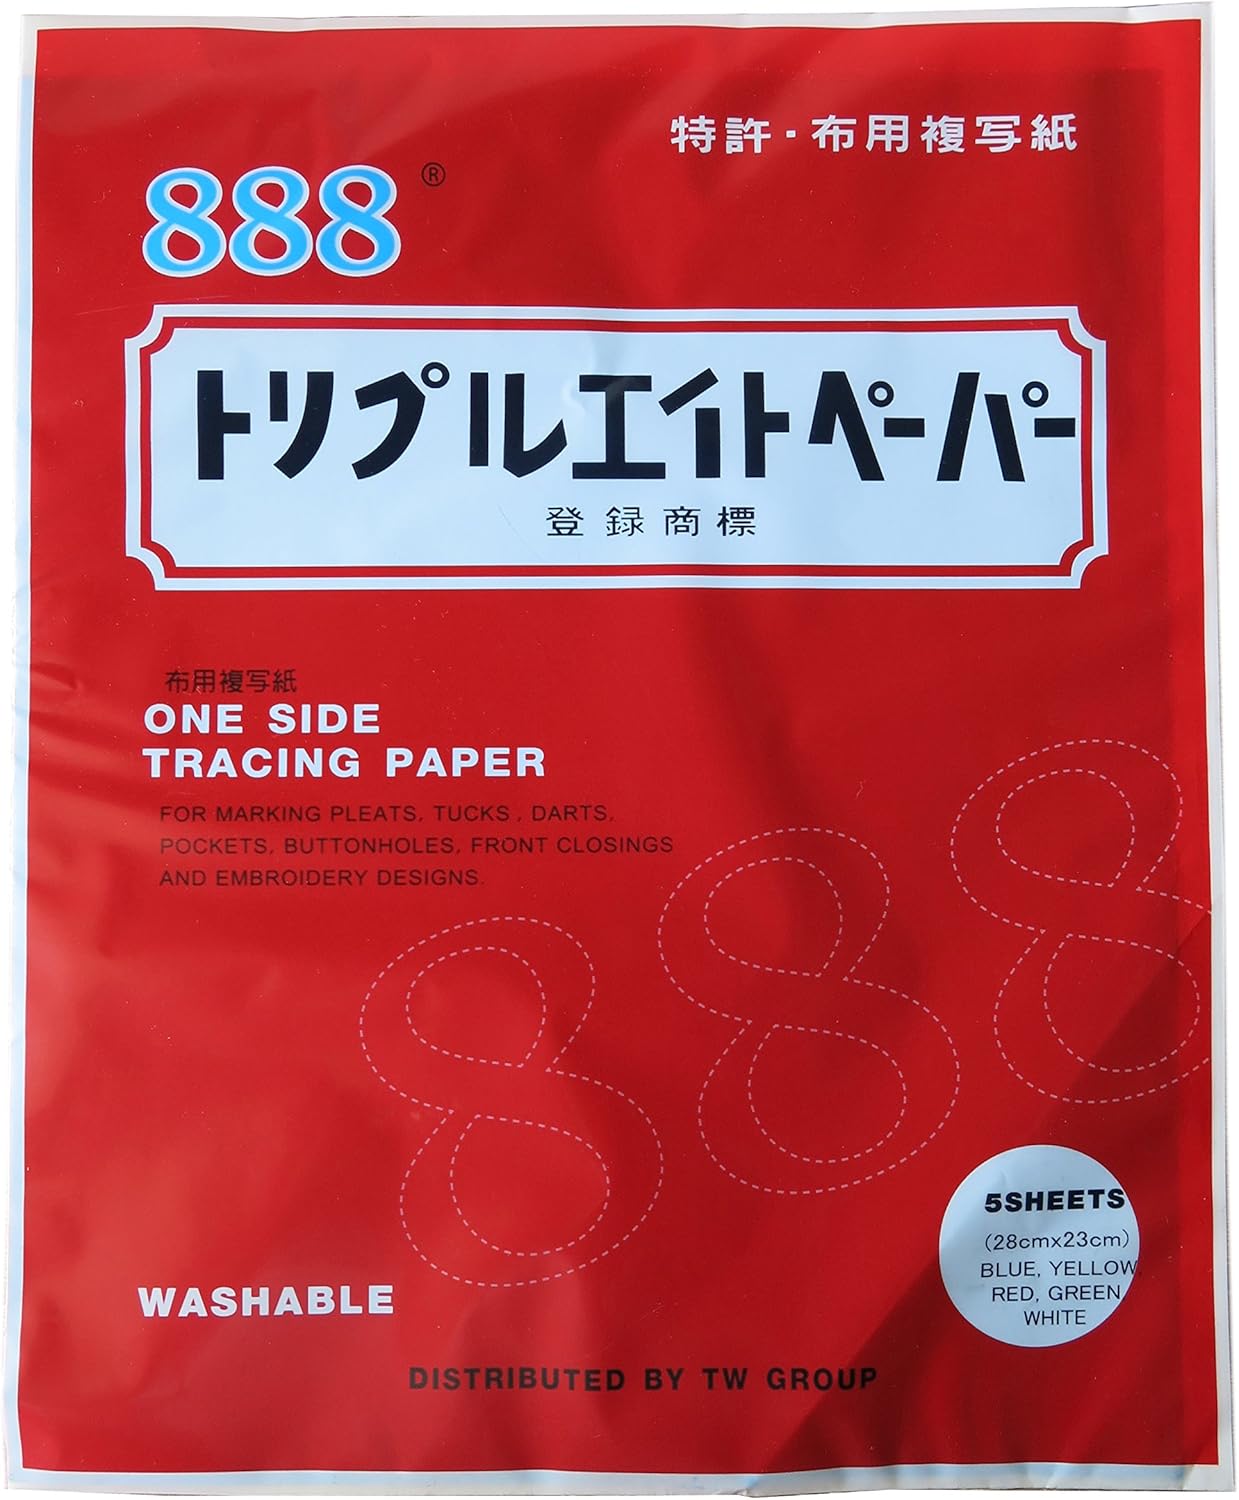 特許・布用複写紙
888®
トリプルエイトペーパー
登録商標
布用複写紙
ONE SIDE
TRACING PAPER
FOR MARKING PLEATS, TUCKS, DARTS,
POCKETS, BUTTONHOLES, FRONT CLOSINGS
AND EMBROIDERY DESIGNS.
888
5SHEETS
(28cmx23cm)
BLUE, YELLOW,
RED, GREEN
WHITE
WASHABLE
DISTRIBUTED BY TW GROUP